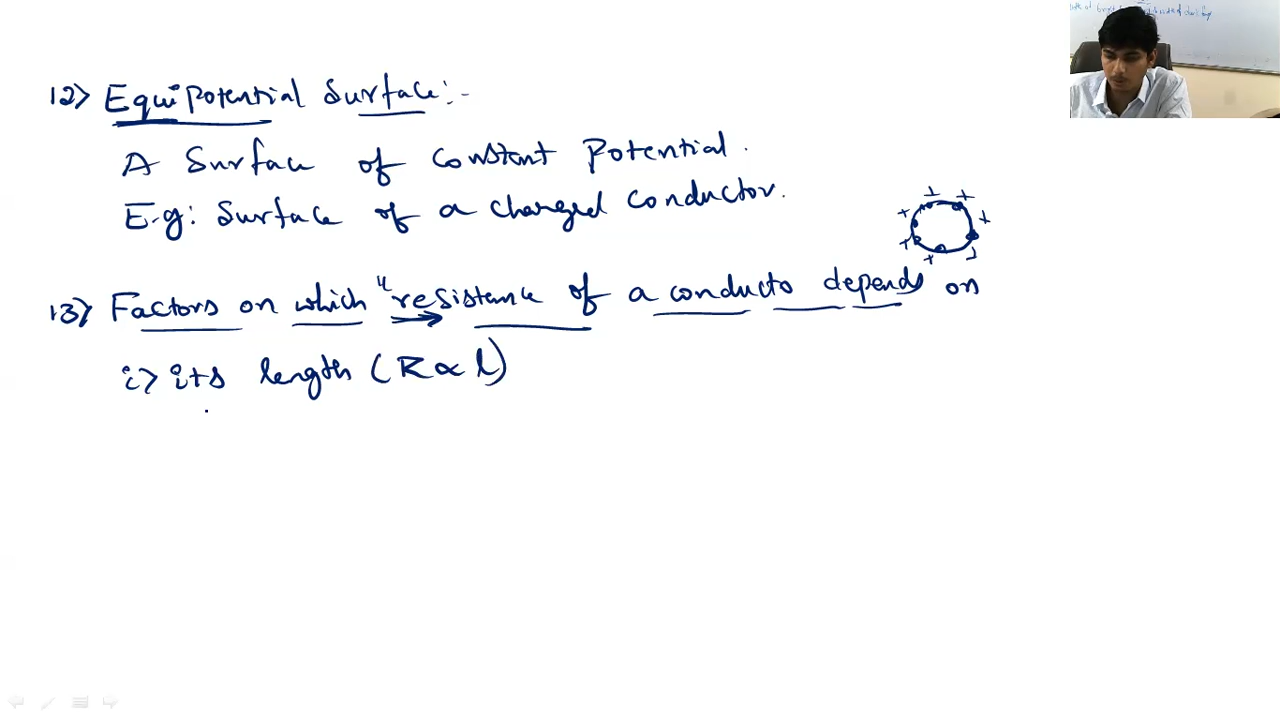 12> Equipotential Surface:-
A Surface of constant Potential.
E.g: Surface of a charged conductor.
13> Factors on which "resistance of a conducto depends on
i> its length (R∝l)